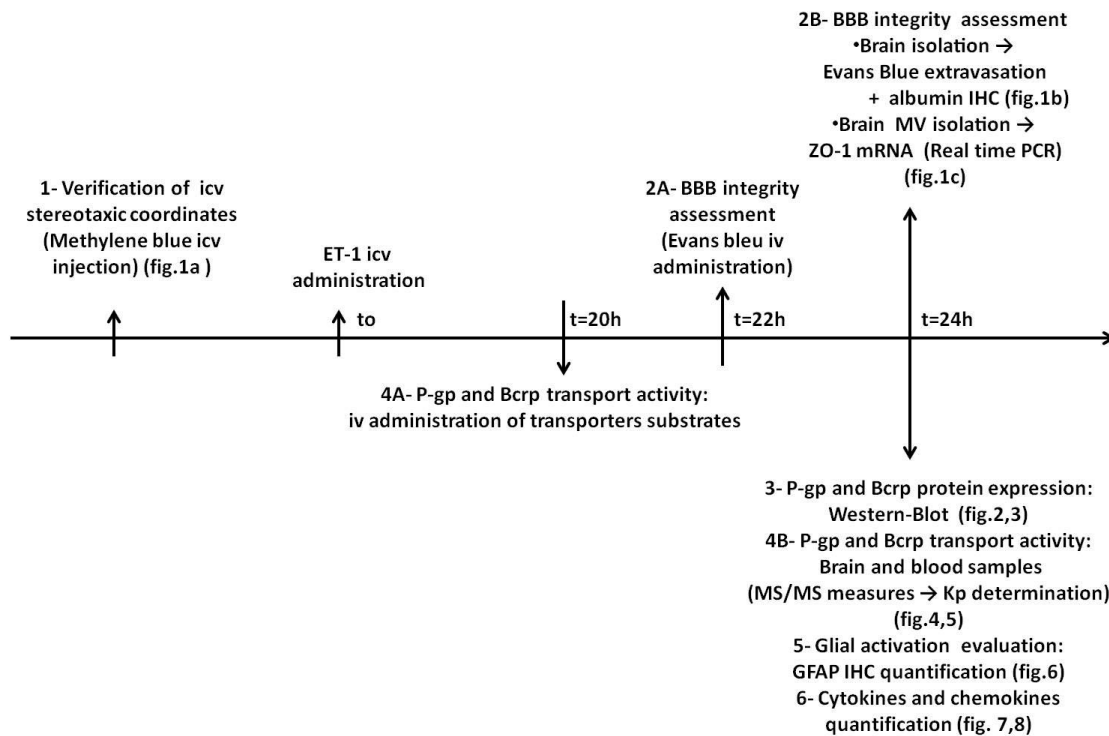 1- Verification of icv
stereotaxic coordinates
(Methylene blue icv
injection) (fig.1a )
ET-1 icv
administration
to
t=20h
4A- P-gp and Bcrp transport activity:
iv administration of transporters substrates
2A- BBB integrity
assessment
(Evans bleu iv
administration)
t=22h
2B- BBB integrity assessment
•Brain isolation →
Evans Blue extravasation
+ albumin IHC (fig.1b)
•Brain MV isolation →
ZO-1 mRNA (Real time PCR)
(fig.1c)
t=24h
3- P-gp and Bcrp protein expression:
Western-Blot (fig.2,3)
4B- P-gp and Bcrp transport activity:
Brain and blood samples
(MS/MS measures → Kp determination)
(fig.4,5)
5- Glial activation evaluation:
GFAP IHC quantification (fig.6)
6- Cytokines and chemokines
quantification (fig. 7,8)